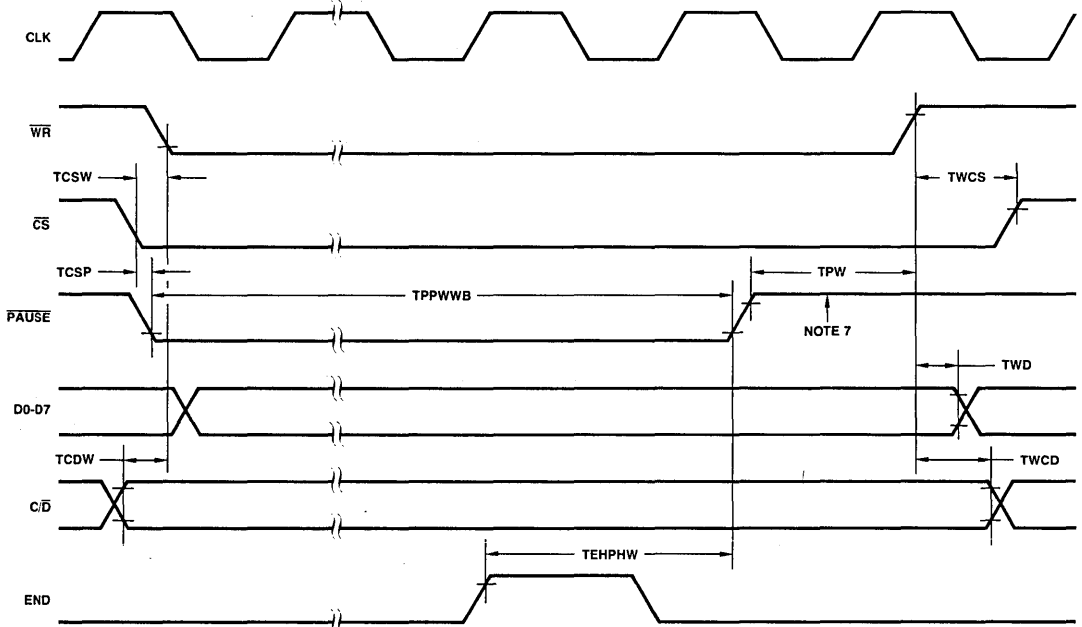 CLK
WR
TCSW
TWCS
CS
TCSP
TPW
TPPWWB
PAUSE
NOTE 7
TWD
D0-D7
TCDW
TWCD
C/D
TEHPHW
END